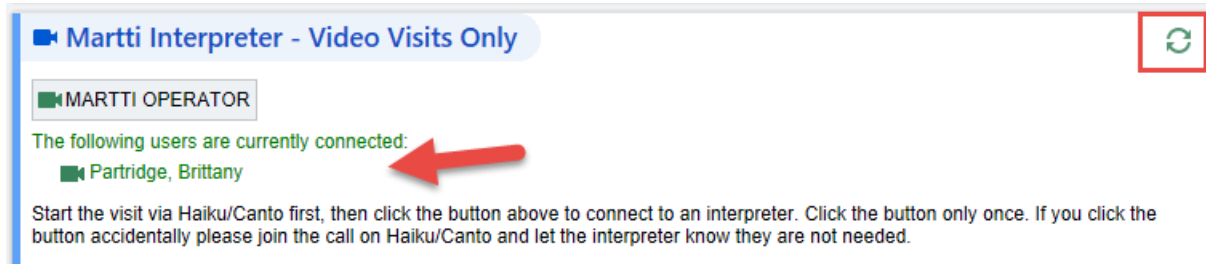 Martti Interpreter - Video Visits Only
MARTTI OPERATOR
The following users are currently connected:
Partridge, Brittany
Start the visit via Haiku/Canto first, then click the button above to connect to an interpreter. Click the button only once. If you click the
button accidentally please join the call on Haiku/Canto and let the interpreter know they are not needed.